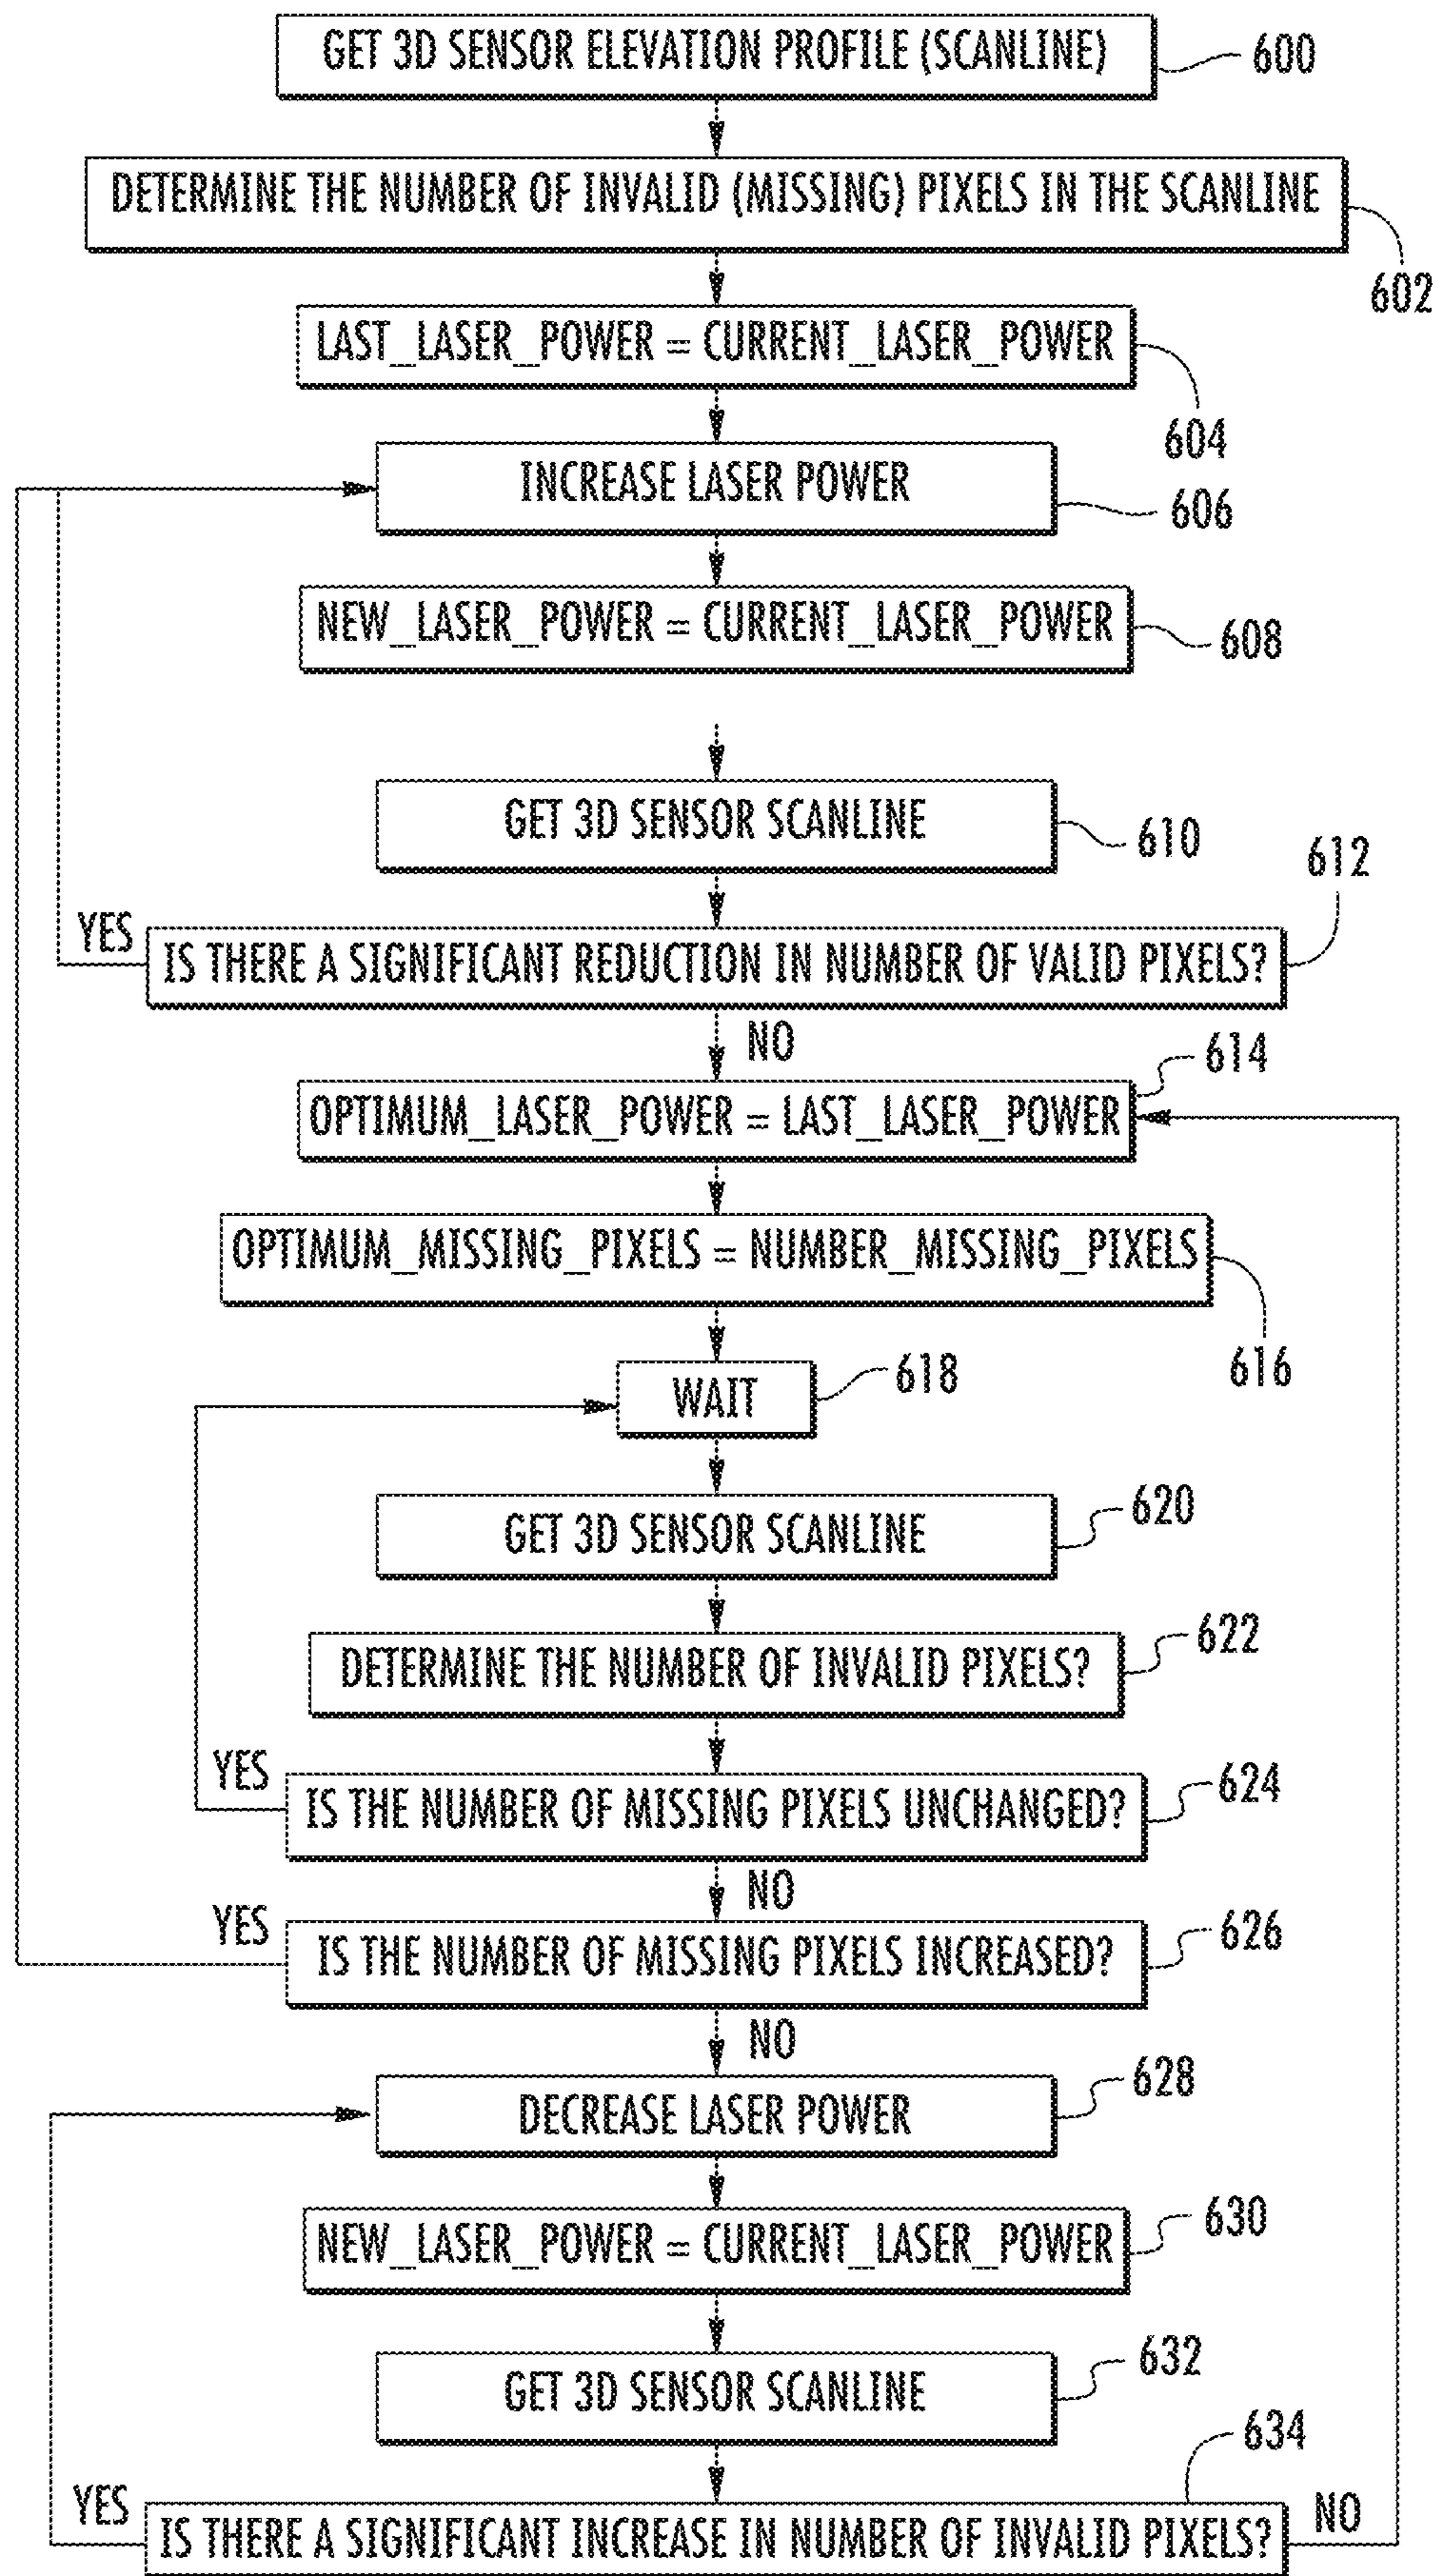 GET 3D SENSOR ELEVATION PROFILE (SCANLINE)
600
DETERMINE THE NUMBER OF INVALID (MISSING) PIXELS IN THE SCANLINE
602
LAST_LASER_POWER = CURRENT_LASER_POWER
604
INCREASE LASER POWER
606
NEW_LASER_POWER = CURRENT_LASER_POWER
608
GET 3D SENSOR SCANLINE
610
612
YES
IS THERE A SIGNIFICANT REDUCTION IN NUMBER OF VALID PIXELS?
NO
614
OPTIMUM_LASER_POWER = LAST_LASER_POWER
OPTIMUM_MISSING_PIXELS = NUMBER_MISSING_PIXELS
616
WAIT
618
GET 3D SENSOR SCANLINE
620
DETERMINE THE NUMBER OF INVALID PIXELS?
622
YES
IS THE NUMBER OF MISSING PIXELS UNCHANGED?
624
NO
YES
IS THE NUMBER OF MISSING PIXELS INCREASED?
626
NO
DECREASE LASER POWER
628
NEW_LASER_POWER = CURRENT_LASER_POWER
630
GET 3D SENSOR SCANLINE
632
634
YES
IS THERE A SIGNIFICANT INCREASE IN NUMBER OF INVALID PIXELS?
NO